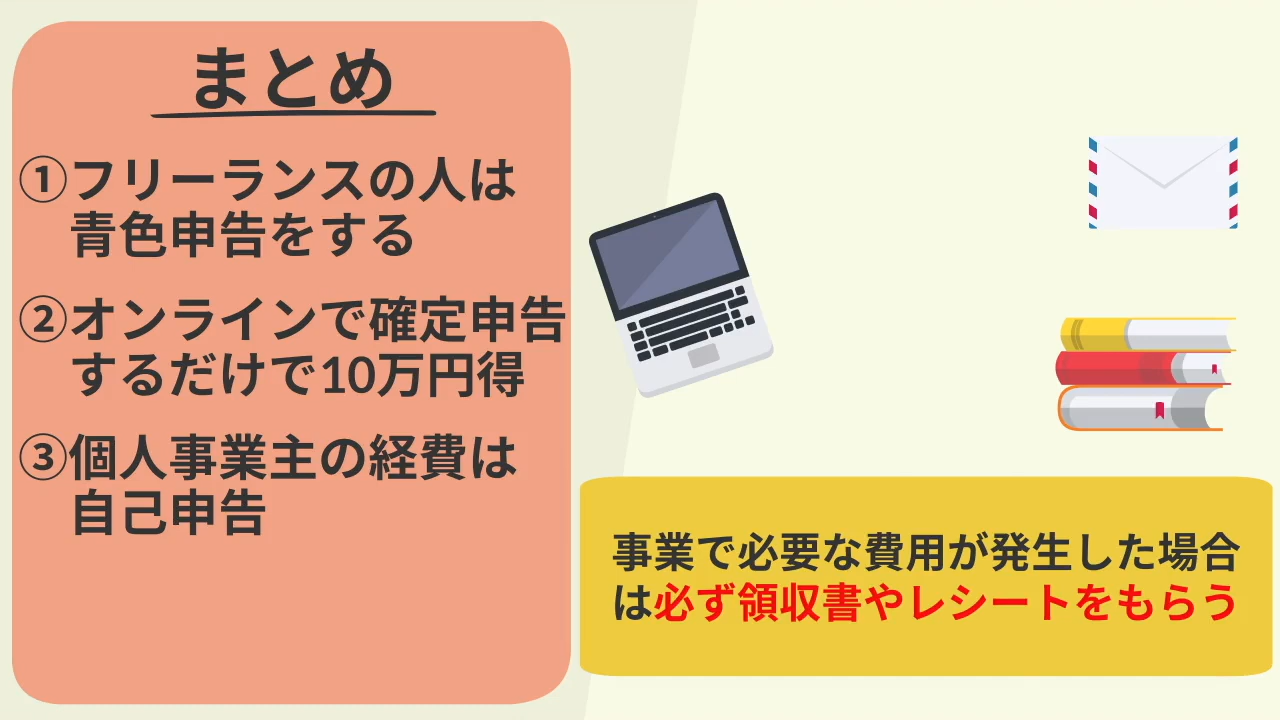 まとめ
①フリーランスの人は
青色申告をする
②オンラインで確定申告
するだけで10万円得
③個人事業主の経費は
自己申告
事業で必要な費用が発生した場合
は必ず領収書やレシートをもらう